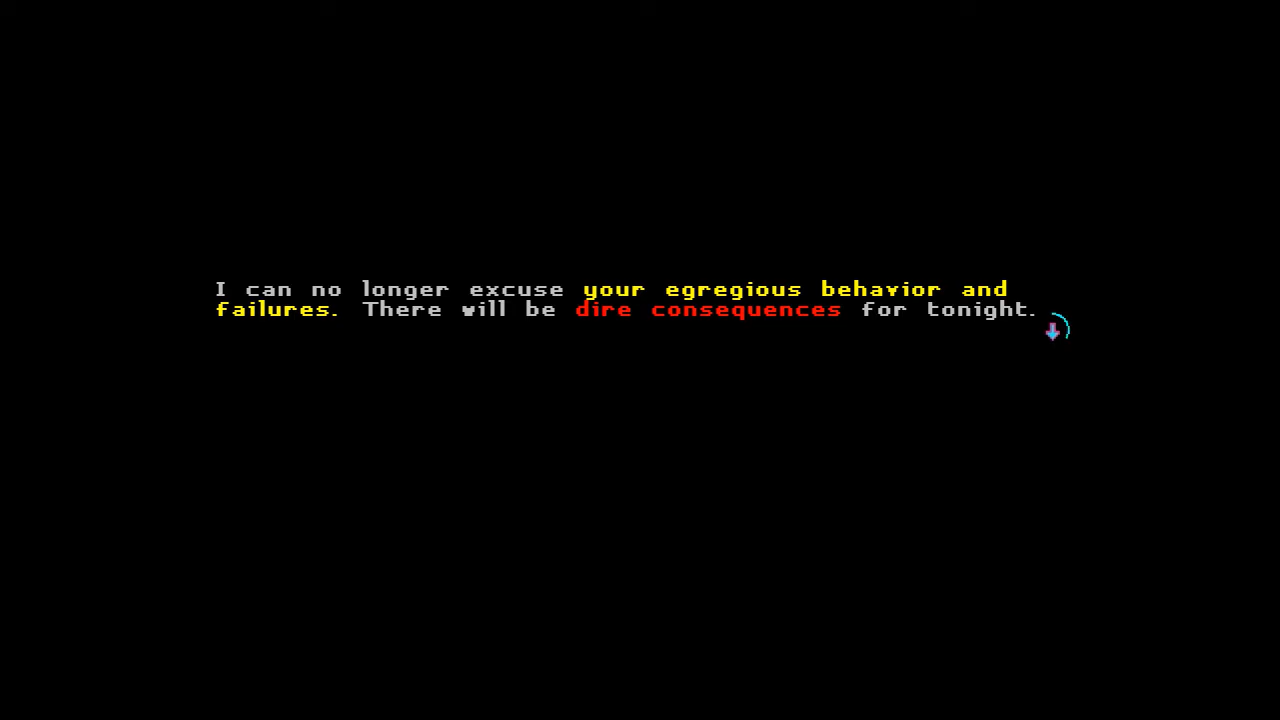 I can no longer excuse your egregious behavior and
failures. There will be dire consequences for tonight.